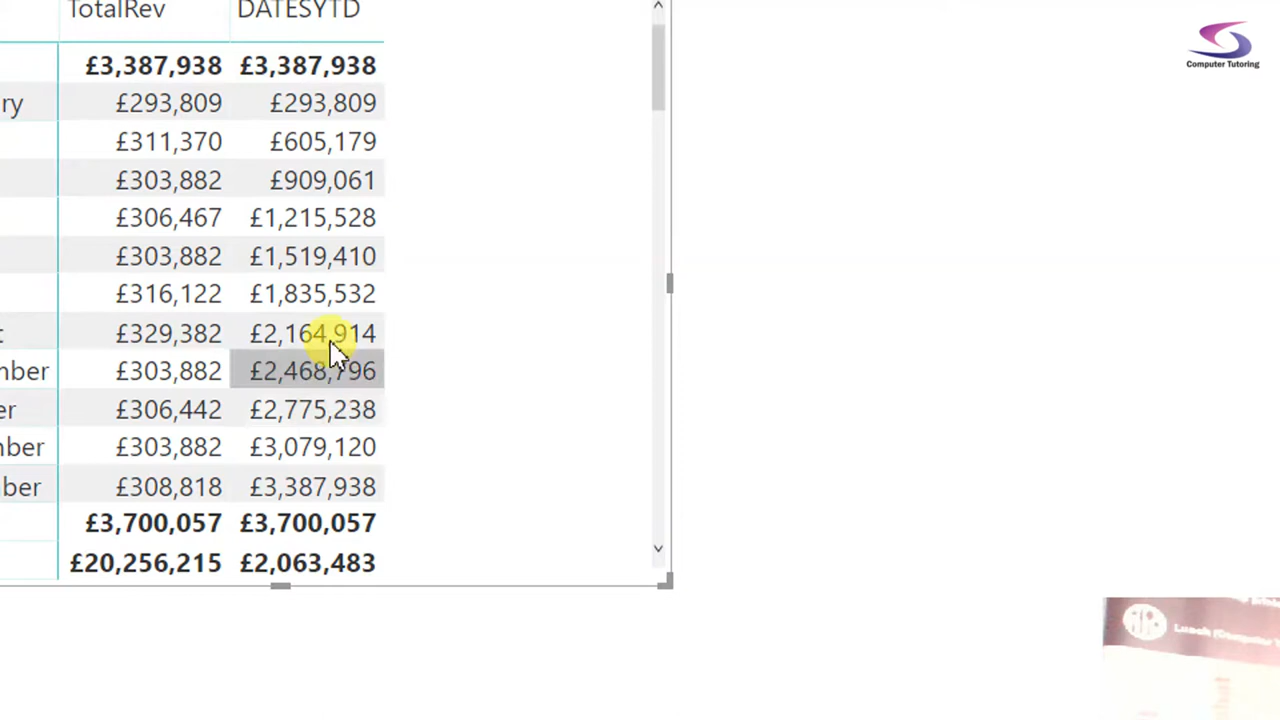 TotalRev DATESYTD
£3,387,938 £3,387,938
ry £293,809 £293,809
£311,370 £605,179
£303,882 £909,061
£306,467 £1,215,528
£303,882 £1,519,410
£316,122 £1,835,532
t £329,382 £2,164,914
mber £303,882 £2,468,796
er £306,442 £2,775,238
mber £303,882 £3,079,120
ber £308,818 £3,387,938
£3,700,057 £3,700,057
£20,256,215 £2,063,483
Computer Tutoring